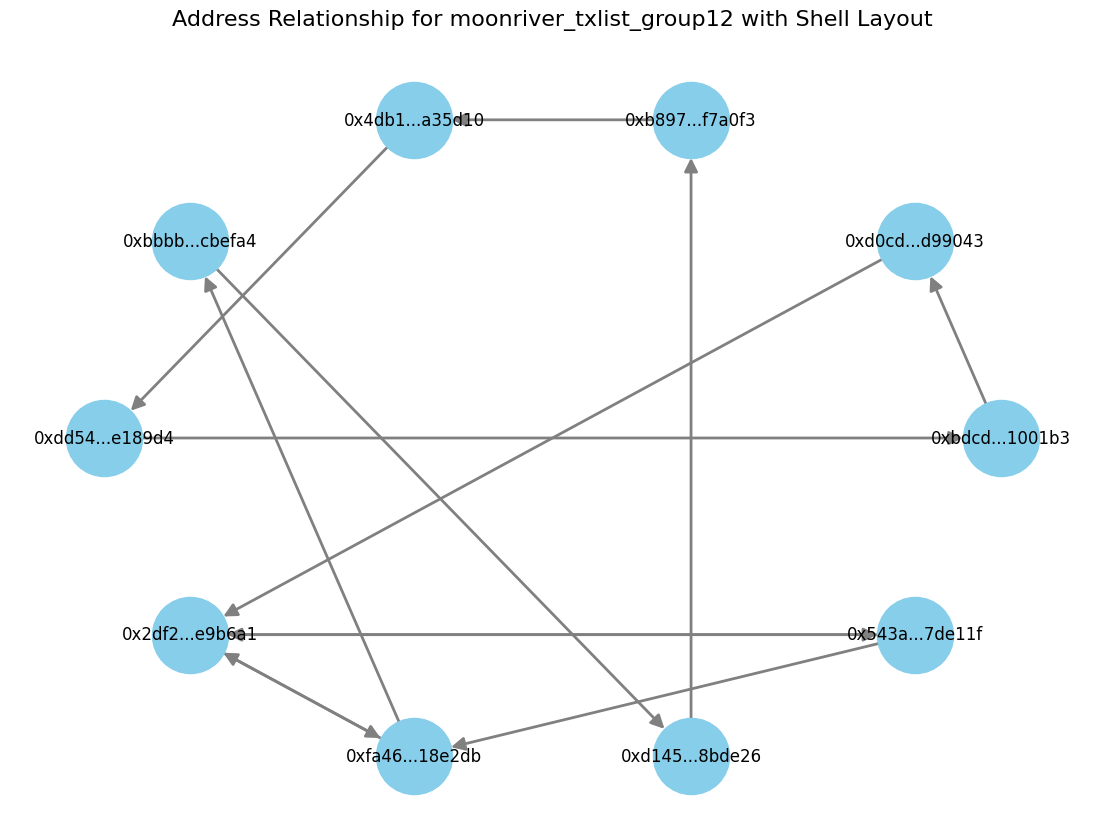 Address Relationship for moonriver_txlist_group12 with Shell Layout
0x4db1...a35d10
0xb897...f7a0f3
0xbbbb...cbefa4
0xd0cd...d99043
0xdd54...e189d4
0xbdcd...1001b3
0x2df2...e9b6a1
0x543a...7de11f
0xfa46...18e2db
0xd145...8bde26